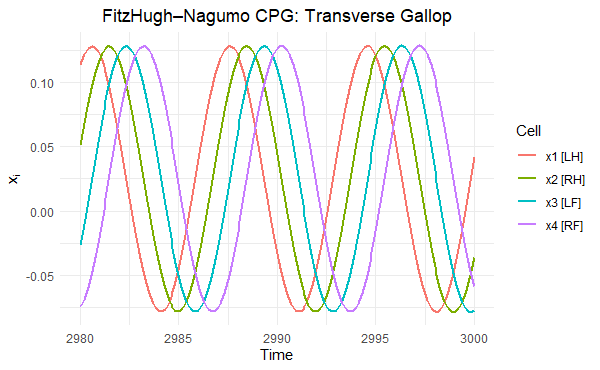 FitzHugh–Nagumo CPG: Transverse Gallop
0.10
0.05
0.00
-0.05
xi
2980
2985
2990
2995
3000
Time
Cell
x1 [LH]
x2 [RH]
x3 [LF]
x4 [RF]